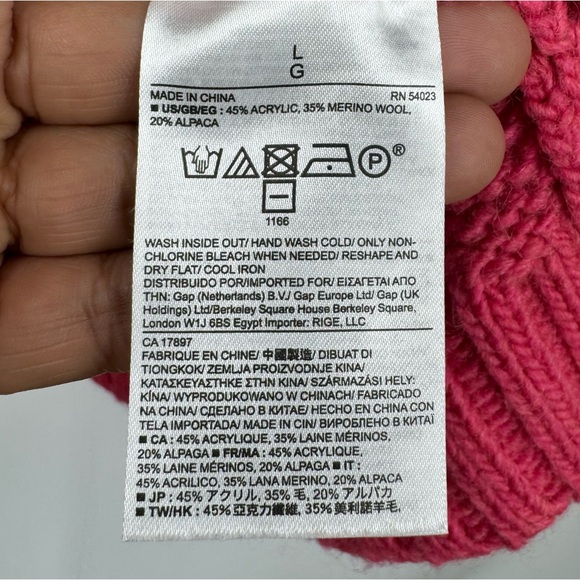 L
G
MADE IN CHINA RN 54023
■ US/GB/EG : 45% ACRYLIC, 35% MERINO WOOL,
20% ALPACA
P®
1166
WASH INSIDE OUT/ HAND WASH COLD/ ONLY NON-
CHLORINE BLEACH WHEN NEEDED/ RESHAPE AND
DRY FLAT/ COOL IRON
DISTRIBUIDO POR/IMPORTED FOR/ ΕΙΣΑΓΕΤΑΙ ΑΠΟ
ΤΗΝ: Gap (Netherlands) B.V./ Gap Europe Ltd/ Gap (UK
Holdings) Ltd/Berkeley Square House Berkeley Square,
London W1J 6BS Egypt Importer: RIGE, LLC
CA 17897
FABRIQUÉ EN CHINE/ 中國製造/ DIBUAT DI
TIONGKOK/ ZEMLJA PROIZVODNJE KINA/
ΚΑΤΑΣΚΕΥΑΣΤΗΚΕ ΣΤΗΝ ΚΙΝΑ/ SZÁRMAZÁSI HELY:
KÍNA/ WYPRODUKOWANO W CHINACH/ FABRICADO
NA CHINA/ СДЕЛАНО В КИТАЕ/ HECHO EN CHINA CON
TELA IMPORTADA/ MADE IN CIN/ ВИРОБЛЕНО В КИТАЇ
■ CA : 45% ACRYLIQUE, 35% LAINE MÉRINOS,
20% ALPAGA ■ FR/MA : 45% ACRYLIQUE,
35% LAINE MÉRINOS, 20% ALPAGA ■ IT :
45% ACRILICO, 35% LANA MERINO, 20% ALPACA
■ JP : 45% アクリル, 35% 毛, 20% アルパカ
■ TW/HK : 45% 亞克力纖維, 35% 美利諾羊毛,